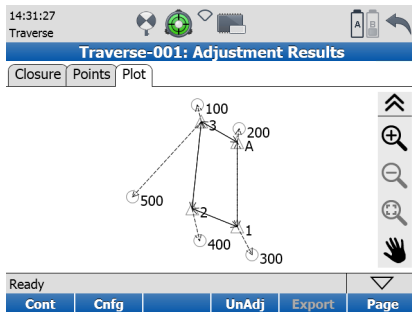 14:31:27
Traverse
A
B
Traverse-001: Adjustment Results
Closure Points Plot
100
3
200
A
500
2
1
400
300
Ready
Cont Cnfg UnAdj Export Page